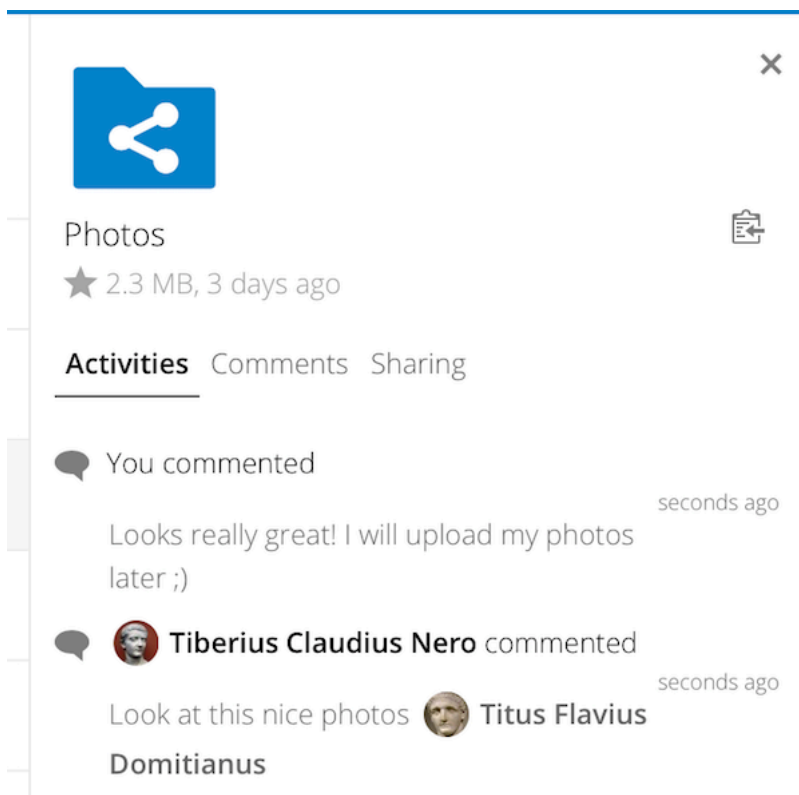 Photos
2.3 MB, 3 days ago
Activities Comments Sharing
You commented
seconds ago
Looks really great! I will upload my photos
later ;)
Tiberius Claudius Nero commented
seconds ago
Look at this nice photos Titus Flavius
Domitianus